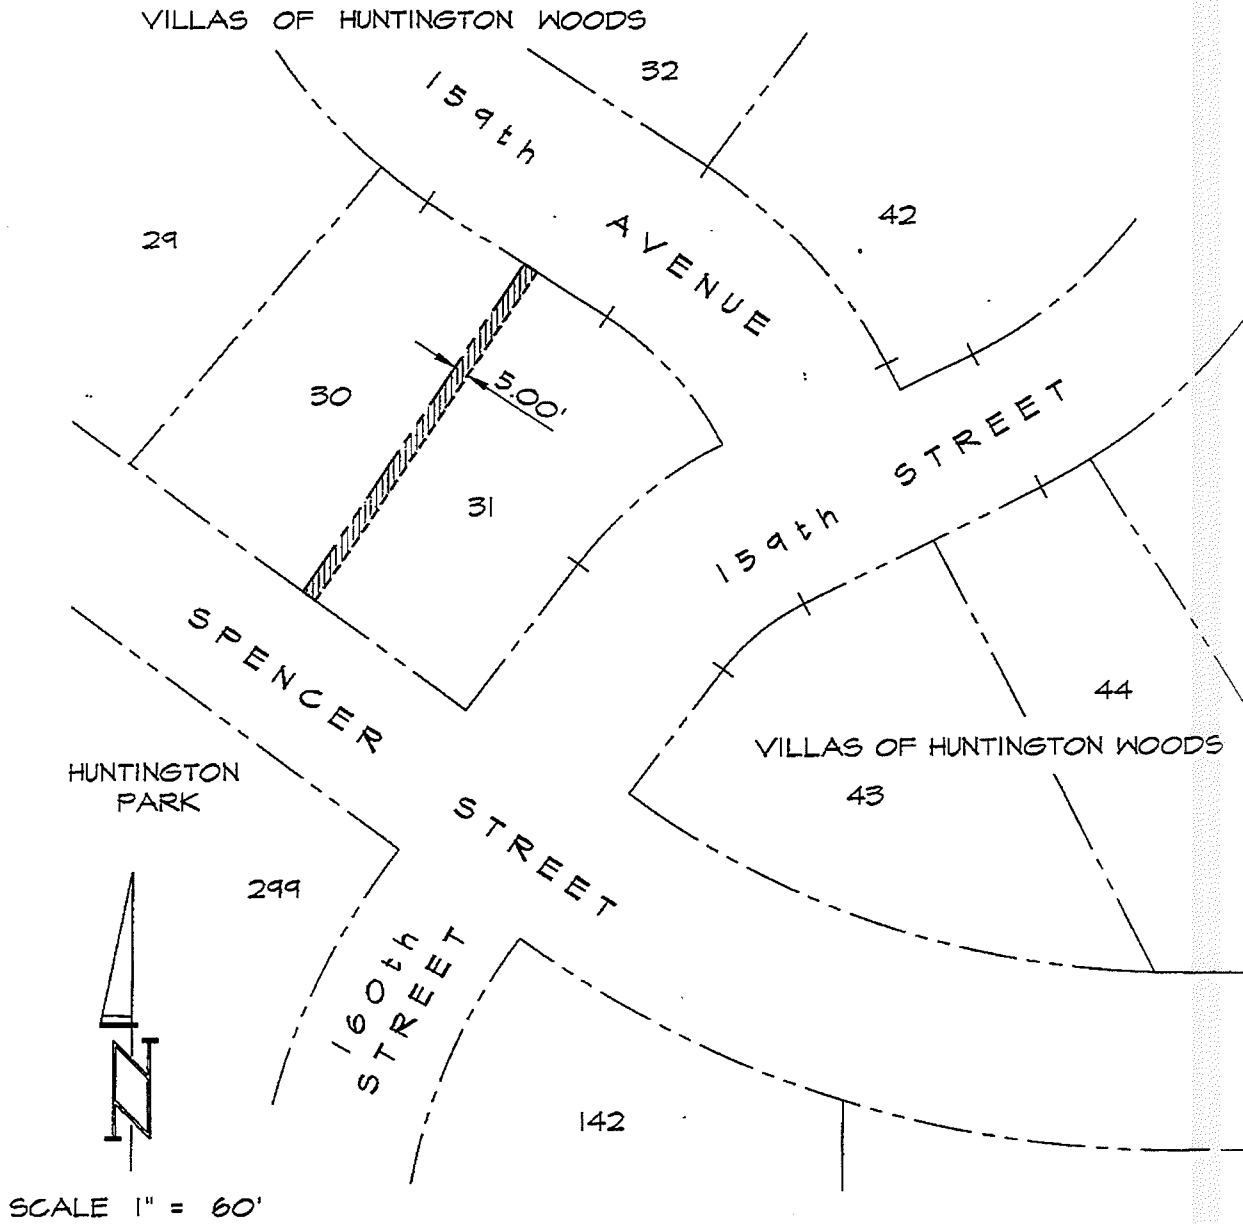 VILLAS OF HUNTINGTON WOODS
32
159th AVENUE
42
29
30
5.00'
31
159th STREET
SPENCER STREET
44
VILLAS OF HUNTINGTON WOODS
43
HUNTINGTON
PARK
299
160th
STREET
N
142
SCALE 1" = 60'